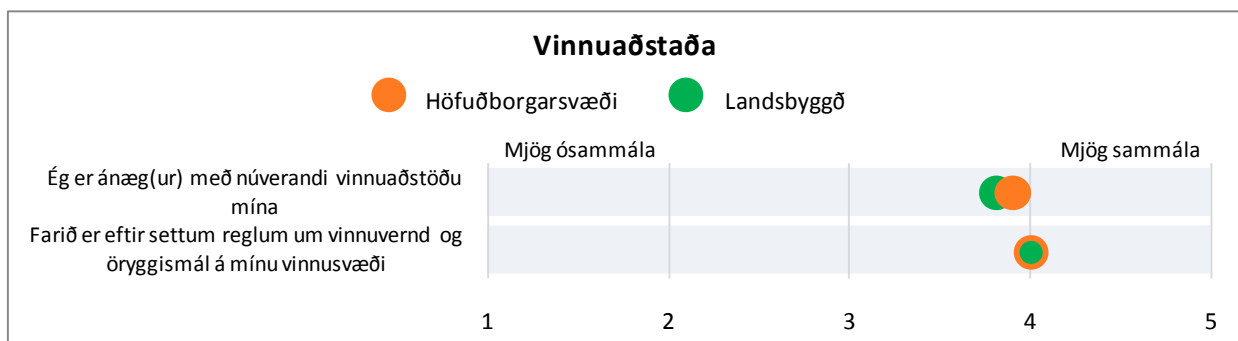 Vinnuaðstaða
Höfuðborgarsvæði
Landsbyggð
Mjög ósammála
Mjög sammála
Ég er ánæg(ur) með núverandi vinnuaðstöðu
mína
Farið er eftir settum reglum um vinnuvernd og
öryggismál á mínu vinnusvæði
1 2 3 4 5